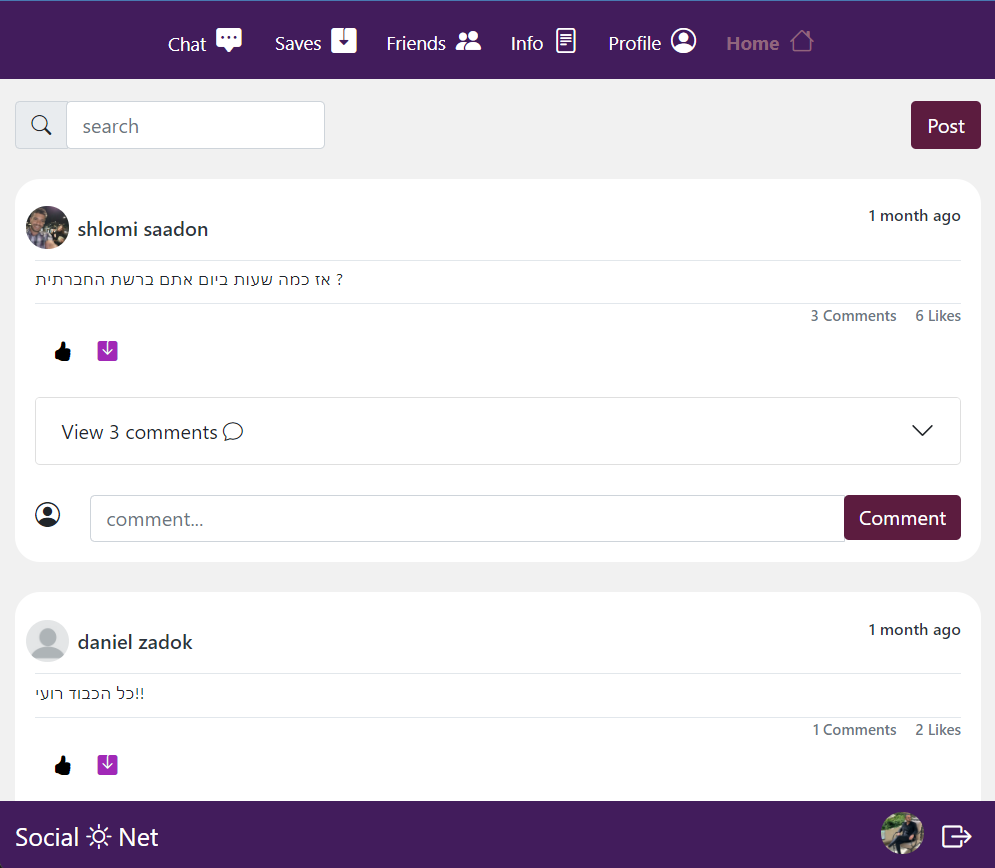 Chat
Saves
Friends
Info
Profile
Home
search
Post
shlomi saadon
1 month ago
אז כמה שעות ביום אתם ברשת החברתית ?
3 Comments
6 Likes
View 3 comments
comment...
Comment
daniel zadok
1 month ago
כל הכבוד רועי!!
1 Comments
2 Likes
Social Net